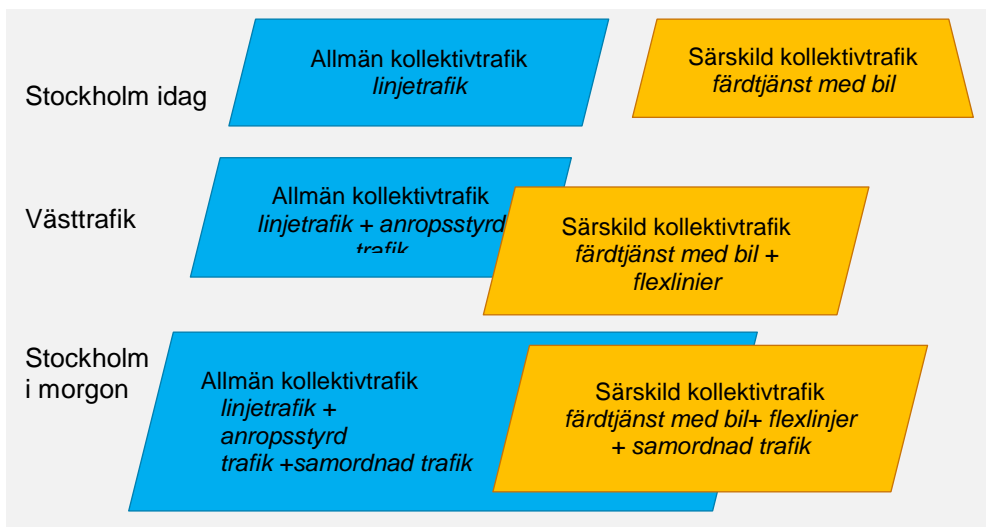 Stockholm idag
Allmän kollektivtrafik
linjetrafik
Särskild kollektivtrafik
färdtjänst med bil
Västtrafik
Allmän kollektivtrafik
linjetrafik + anropsstyrd
trafik
Särskild kollektivtrafik
färdtjänst med bil +
flexlinier
Stockholm
i morgon
Allmän kollektivtrafik
linjetrafik +
anropsstyrd
trafik +samordnad trafik
Särskild kollektivtrafik
färdtjänst med bil+ flexlinjer
+ samordnad trafik